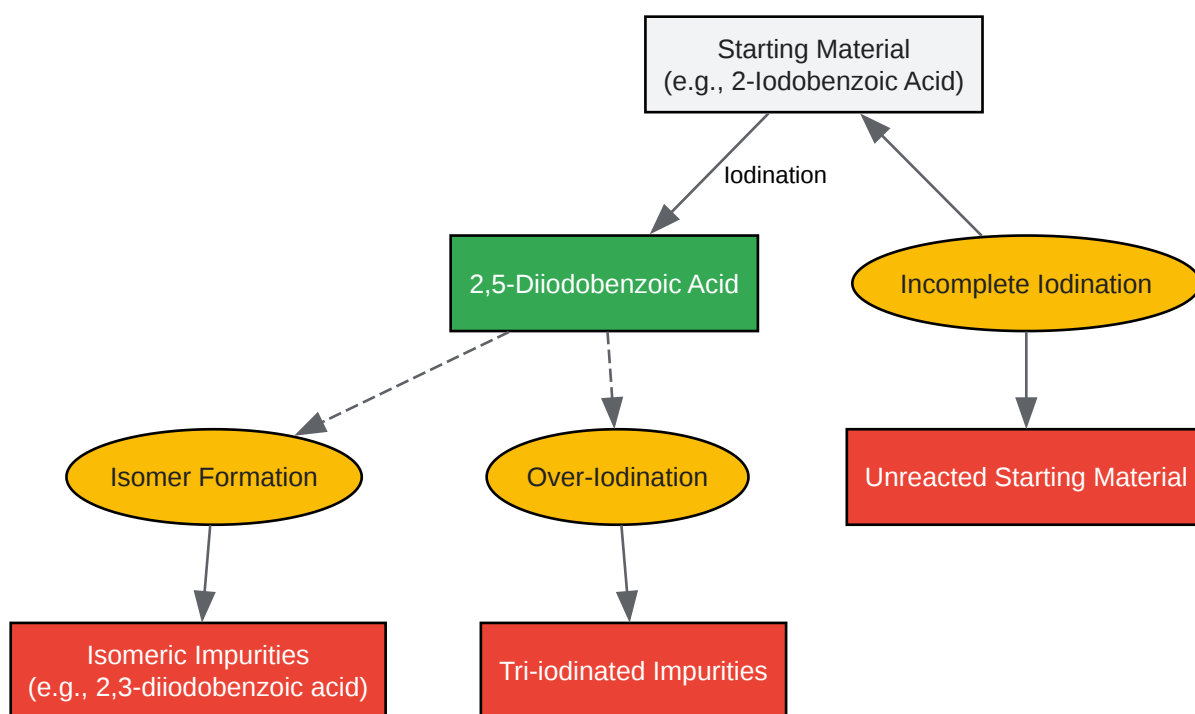 Starting Material
(e.g., 2-Iodobenzoic Acid)
Iodination
2,5-Diiodobenzoic Acid
Incomplete Iodination
Isomer Formation
Over-Iodination
Unreacted Starting Material
Isomeric Impurities
(e.g., 2,3-diiodobenzoic acid)
Tri-iodinated Impurities